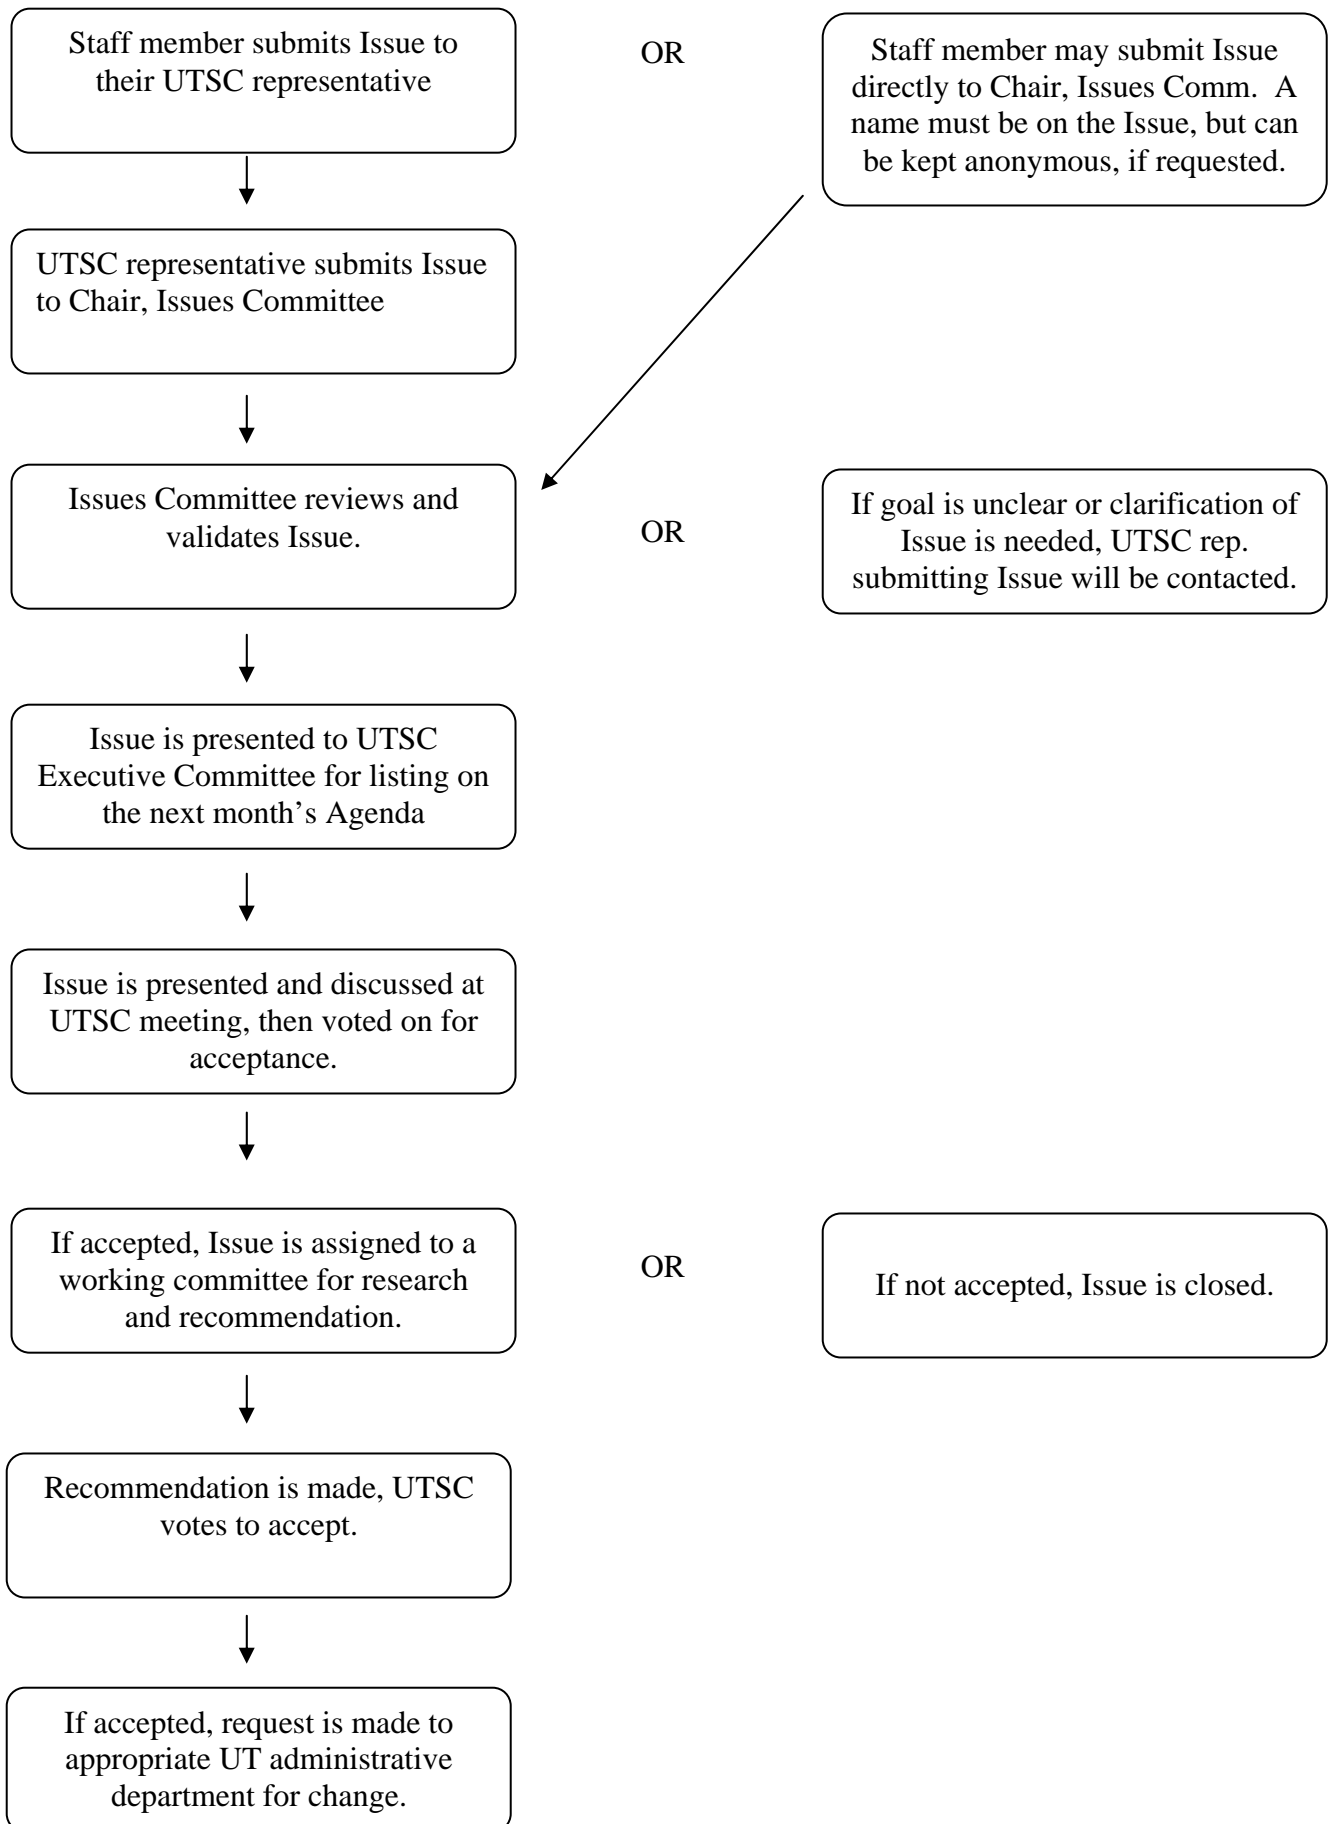 Staff member submits Issue to
their UTSC representative
OR
Staff member may submit Issue
directly to Chair, Issues Comm.  A
name must be on the Issue, but can
be kept anonymous, if requested.
UTSC representative submits Issue
to Chair, Issues Committee
Issues Committee reviews and
validates Issue.
OR
If goal is unclear or clarification of
Issue is needed, UTSC rep.
submitting Issue will be contacted.
Issue is presented to UTSC
Executive Committee for listing on
the next month’s Agenda
Issue is presented and discussed at
UTSC meeting, then voted on for
acceptance.
If accepted, Issue is assigned to a
working committee for research
and recommendation.
OR
If not accepted, Issue is closed.
Recommendation is made, UTSC
votes to accept.
If accepted, request is made to
appropriate UT administrative
department for change.